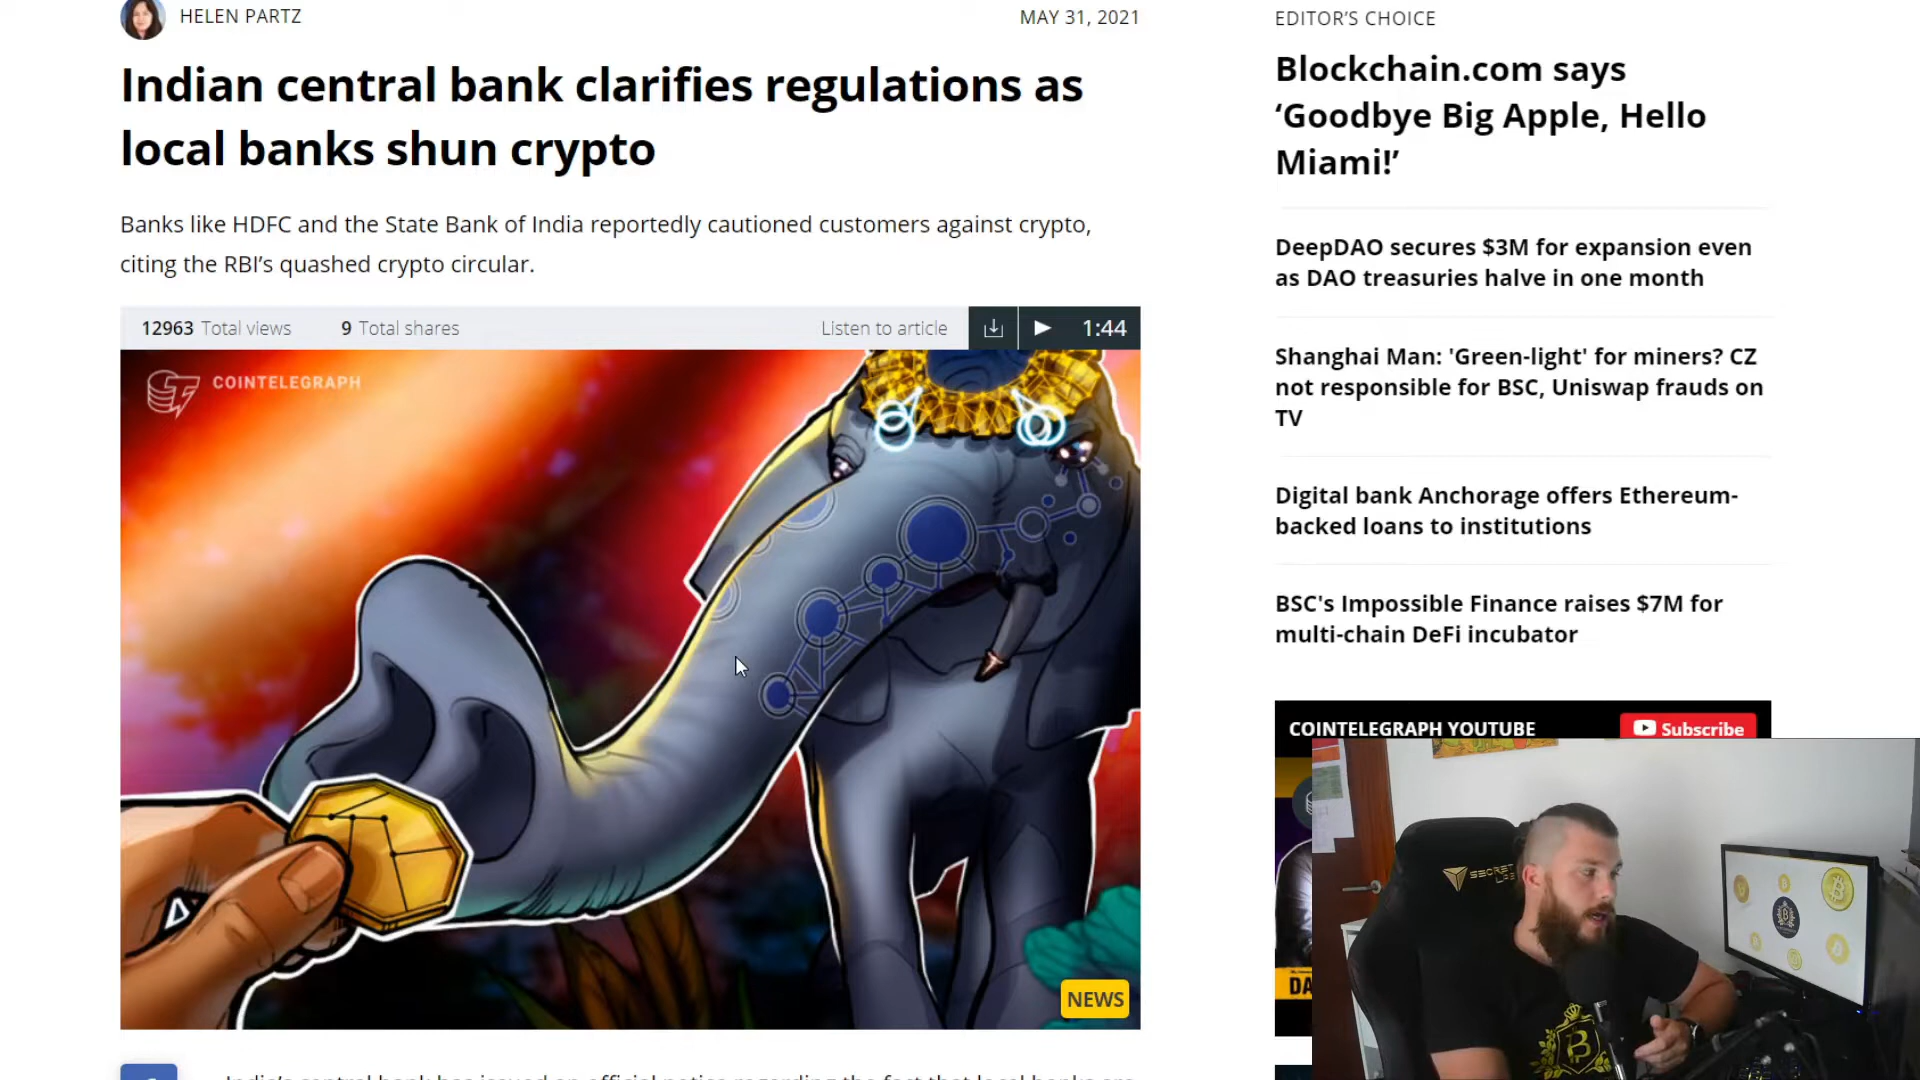 HELEN PARTZ
MAY 31, 2021
Indian central bank clarifies regulations as
local banks shun crypto
Banks like HDFC and the State Bank of India reportedly cautioned customers against crypto,
citing the RBI’s quashed crypto circular.
12963 Total views
9 Total shares
Listen to article
1:44
COINTELEGRAPH
NEWS
EDITOR’S CHOICE
Blockchain.com says
‘Goodbye Big Apple, Hello
Miami!’
DeepDAO secures $3M for expansion even
as DAO treasuries halve in one month
Shanghai Man: 'Green-light' for miners? CZ
not responsible for BSC, Uniswap frauds on
TV
Digital bank Anchorage offers Ethereum-
backed loans to institutions
BSC's Impossible Finance raises $7M for
multi-chain DeFi incubator
COINTELEGRAPH YOUTUBE
Subscribe